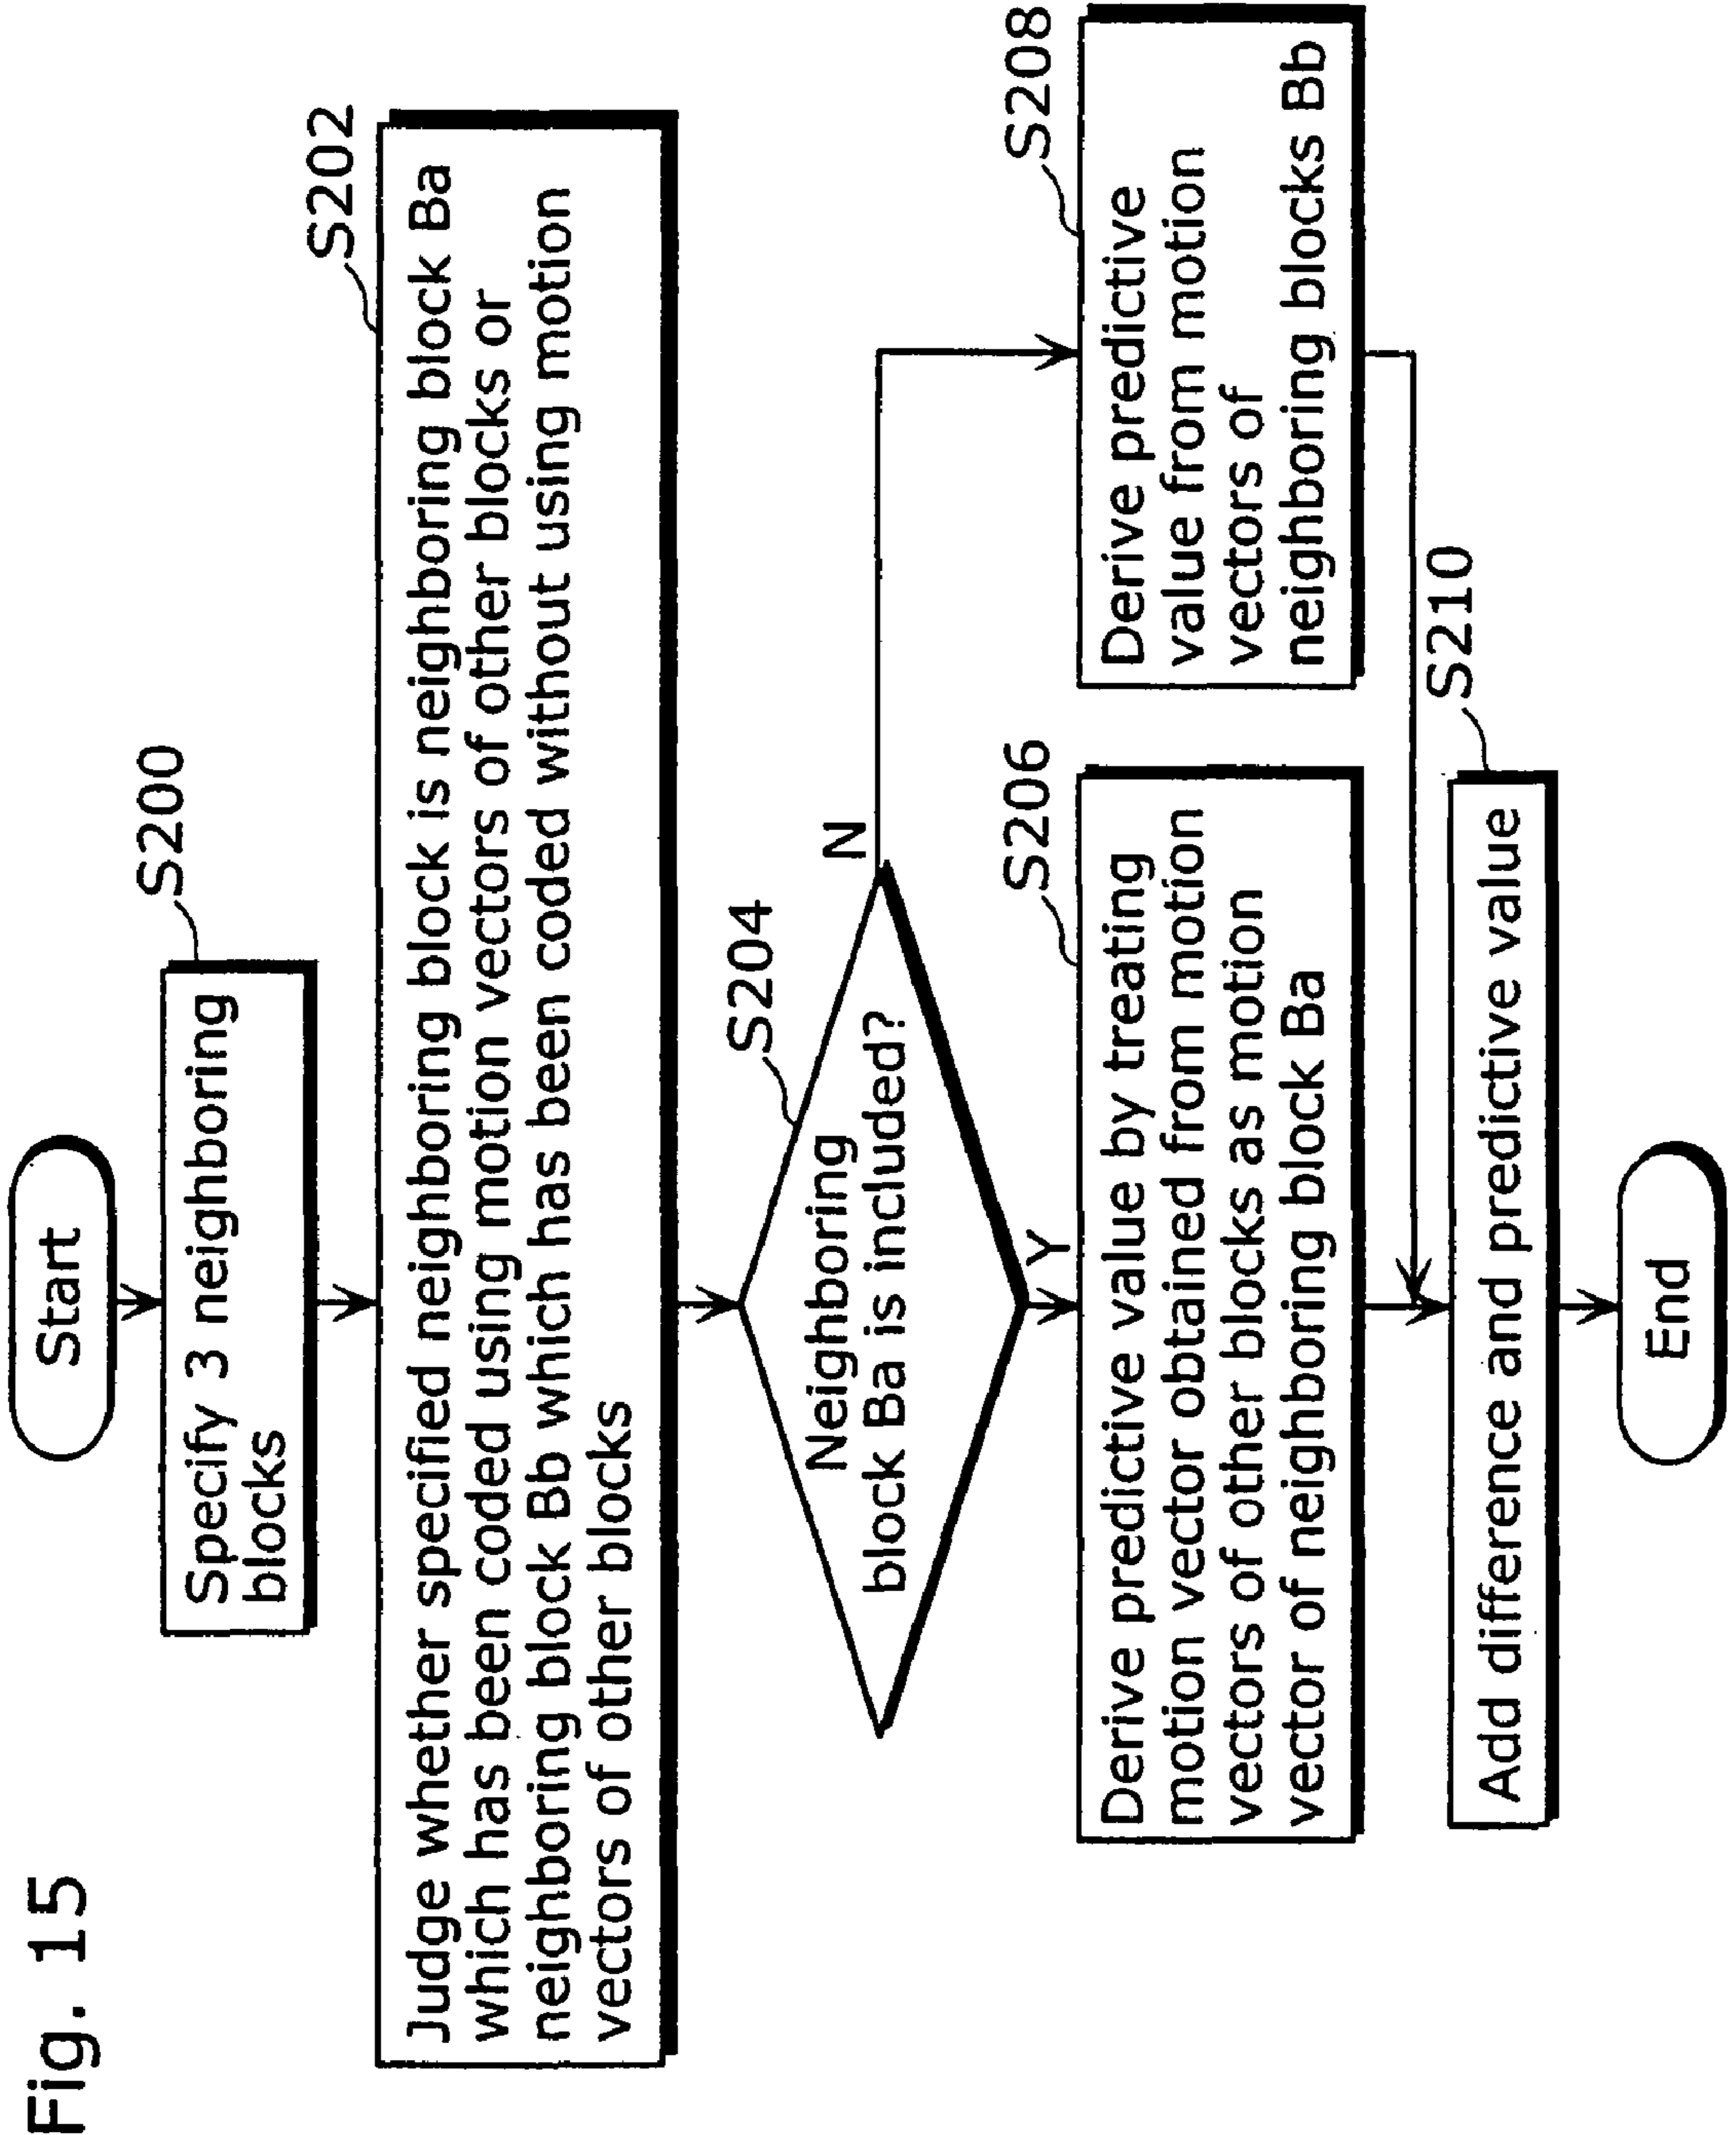 Fig. 15
Start
S200
Specify 3 neighboring
blocks
S202
Judge whether specified neighboring block is neighboring block Ba
which has been coded using motion vectors of other blocks or
neighboring block Bb which has been coded without using motion
vectors of other blocks
S204
Neighboring
block Ba is included?
N
Y
S206
Derive predictive value by treating
motion vector obtained from motion
vectors of other blocks as motion
vector of neighboring block Ba
S208
Derive predictive
value from motion
vectors of
neighboring blocks Bb
S210
Add difference and predictive value
End